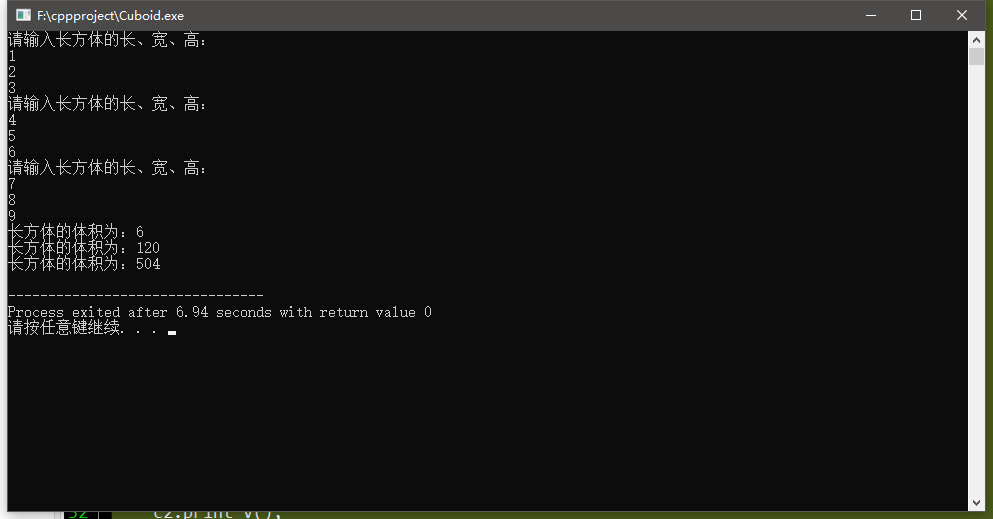 F:\cppproject\Cuboid.exe
请输入长方体的长、宽、高：
1
2
3
请输入长方体的长、宽、高：
4
5
6
请输入长方体的长、宽、高：
7
8
9
长方体的体积为：6
长方体的体积为：120
长方体的体积为：504
--------------------------------
Process exited after 6.94 seconds with return value 0
请按任意键继续. . .